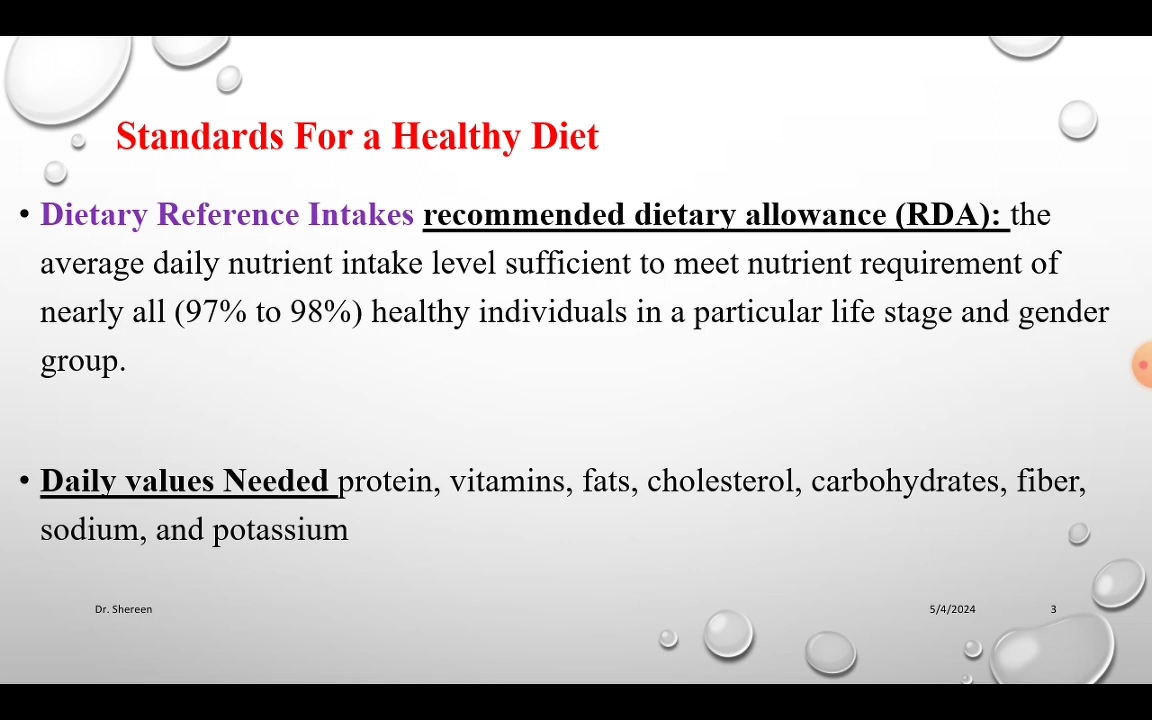 Standards For a Healthy Diet
• Dietary Reference Intakes recommended dietary allowance (RDA): the
average daily nutrient intake level sufficient to meet nutrient requirement of
nearly all (97% to 98%) healthy individuals in a particular life stage and gender
group.
• Daily values Needed protein, vitamins, fats, cholesterol, carbohydrates, fiber,
sodium, and potassium
Dr. Shereen 5/4/2024 3